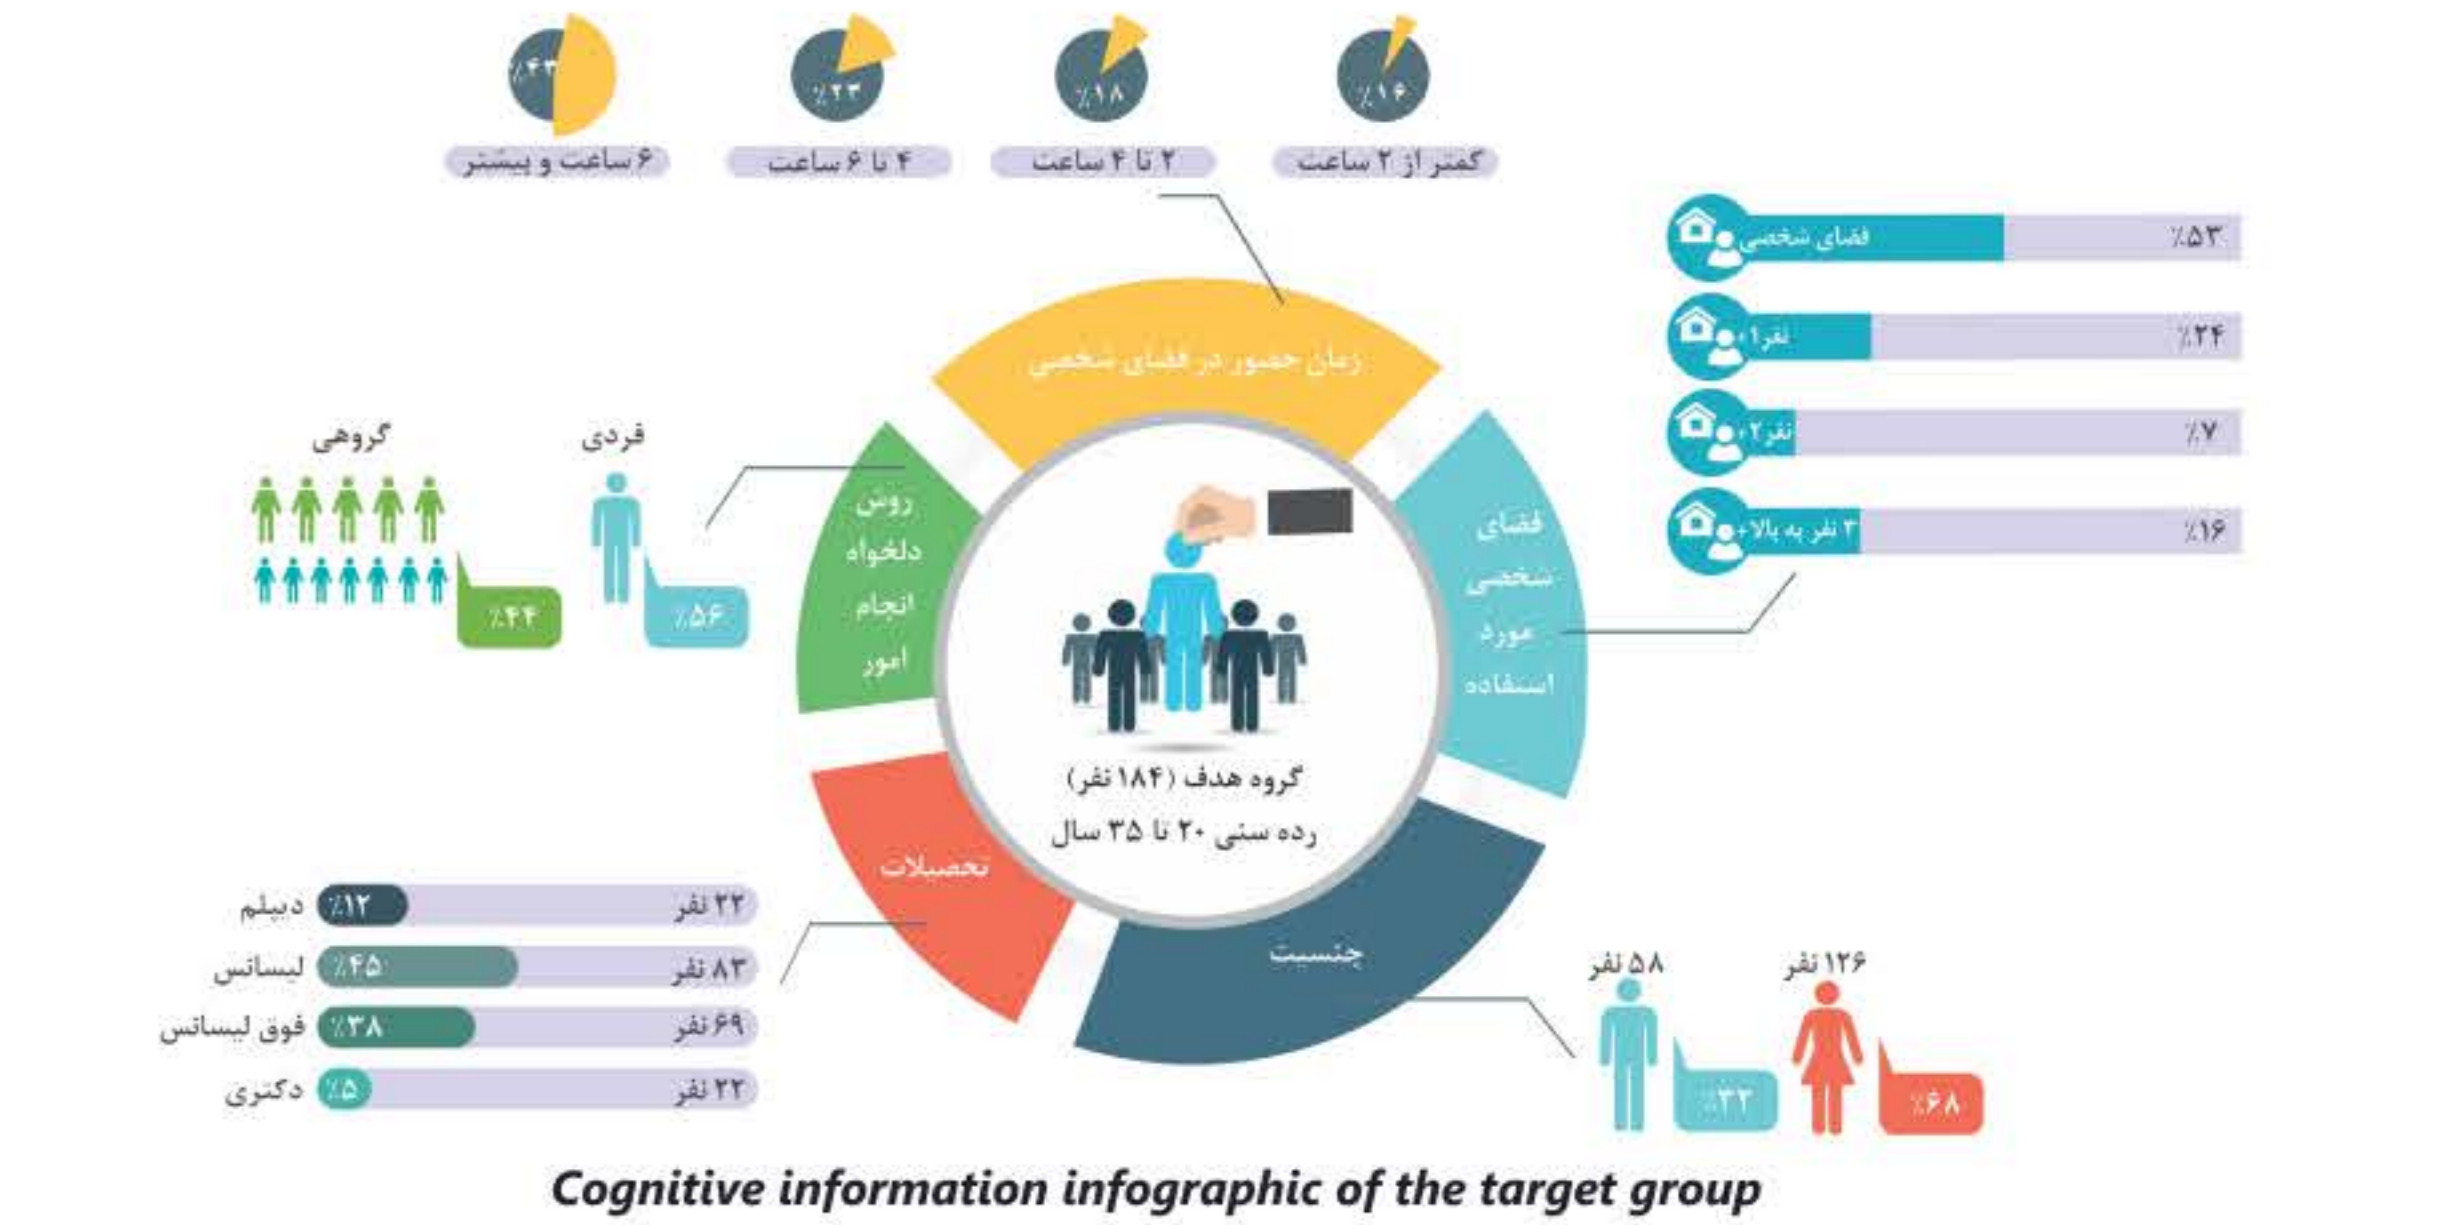 ٪۱۶
٪۱۸
٪۲۳
٪۴۳
کمتر از ۲ ساعت
۲ تا ۴ ساعت
۴ تا ۶ ساعت
۶ ساعت و پیشتر
زمان حضور در فضای شخصی
فضای شخصی ٪۵۳
نفر۱+ ٪۲۴
نفر۲+ ٪۷
۳ نفر به بالا+ ٪۱۶
فضای
شخصی
مورد
استفاده
فردی
گروهی
٪۵۶
٪۴۴
روش
دلخواه
انجام
امور
گروه هدف (۱۸۴ نفر)
رده سنی ۲۰ تا ۳۵ سال
تحصیلات
جنسیت
۲۲ نفر ٪۱۲ دیپلم
۸۳ نفر ٪۴۵ لیسانس
۶۹ نفر ٪۳۸ فوق لیسانس
۲۲ نفر ٪۵ دکتری
۱۲۶ نفر
۵۸ نفر
٪۶۸
٪۳۲
Cognitive information infographic of the target group